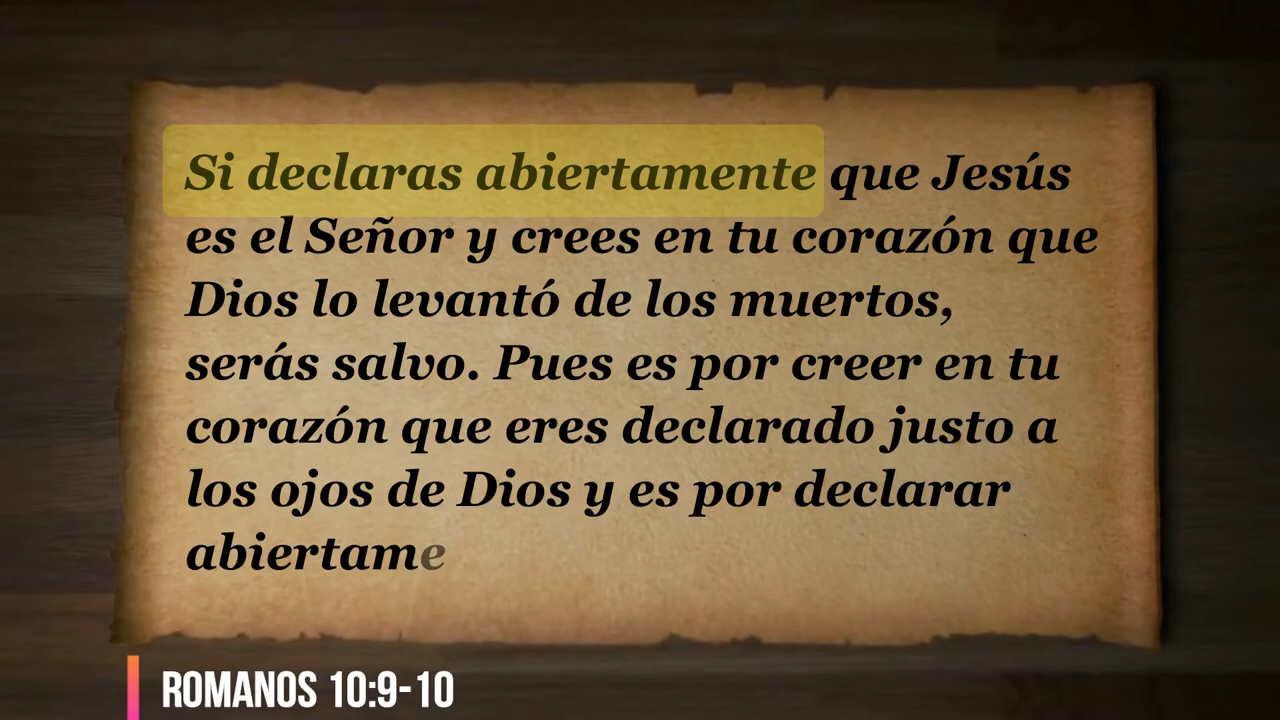 Si declaras abiertamente que Jesús
es el Señor y crees en tu corazón que
Dios lo levantó de los muertos,
serás salvo. Pues es por creer en tu
corazón que eres declarado justo a
los ojos de Dios y es por declarar
abiertame
ROMANOS 10:9-10